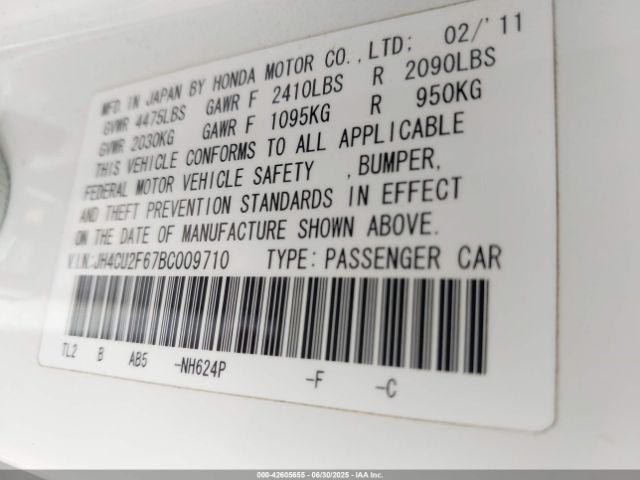 MFD. IN JAPAN BY HONDA MOTOR CO.,LTD; 02/'11
GVWR 4475LBS GAWR F 2410LBS R 2090LBS
GVWR 2030KG GAWR F 1095KG R 950KG
THIS VEHICLE CONFORMS TO ALL APPLICABLE
FEDERAL MOTOR VEHICLE SAFETY ,BUMPER,
AND THEFT PREVENTION STANDARDS IN EFFECT
ON THE DATE OF MANUFACTURE SHOWN ABOVE.
V.I.N:JH4CU2F67BC009710 TYPE:PASSENGER CAR
TL2 B AB5 -NH624P -F -C
000-42605655 - 06/30/2025 - IAA Inc.